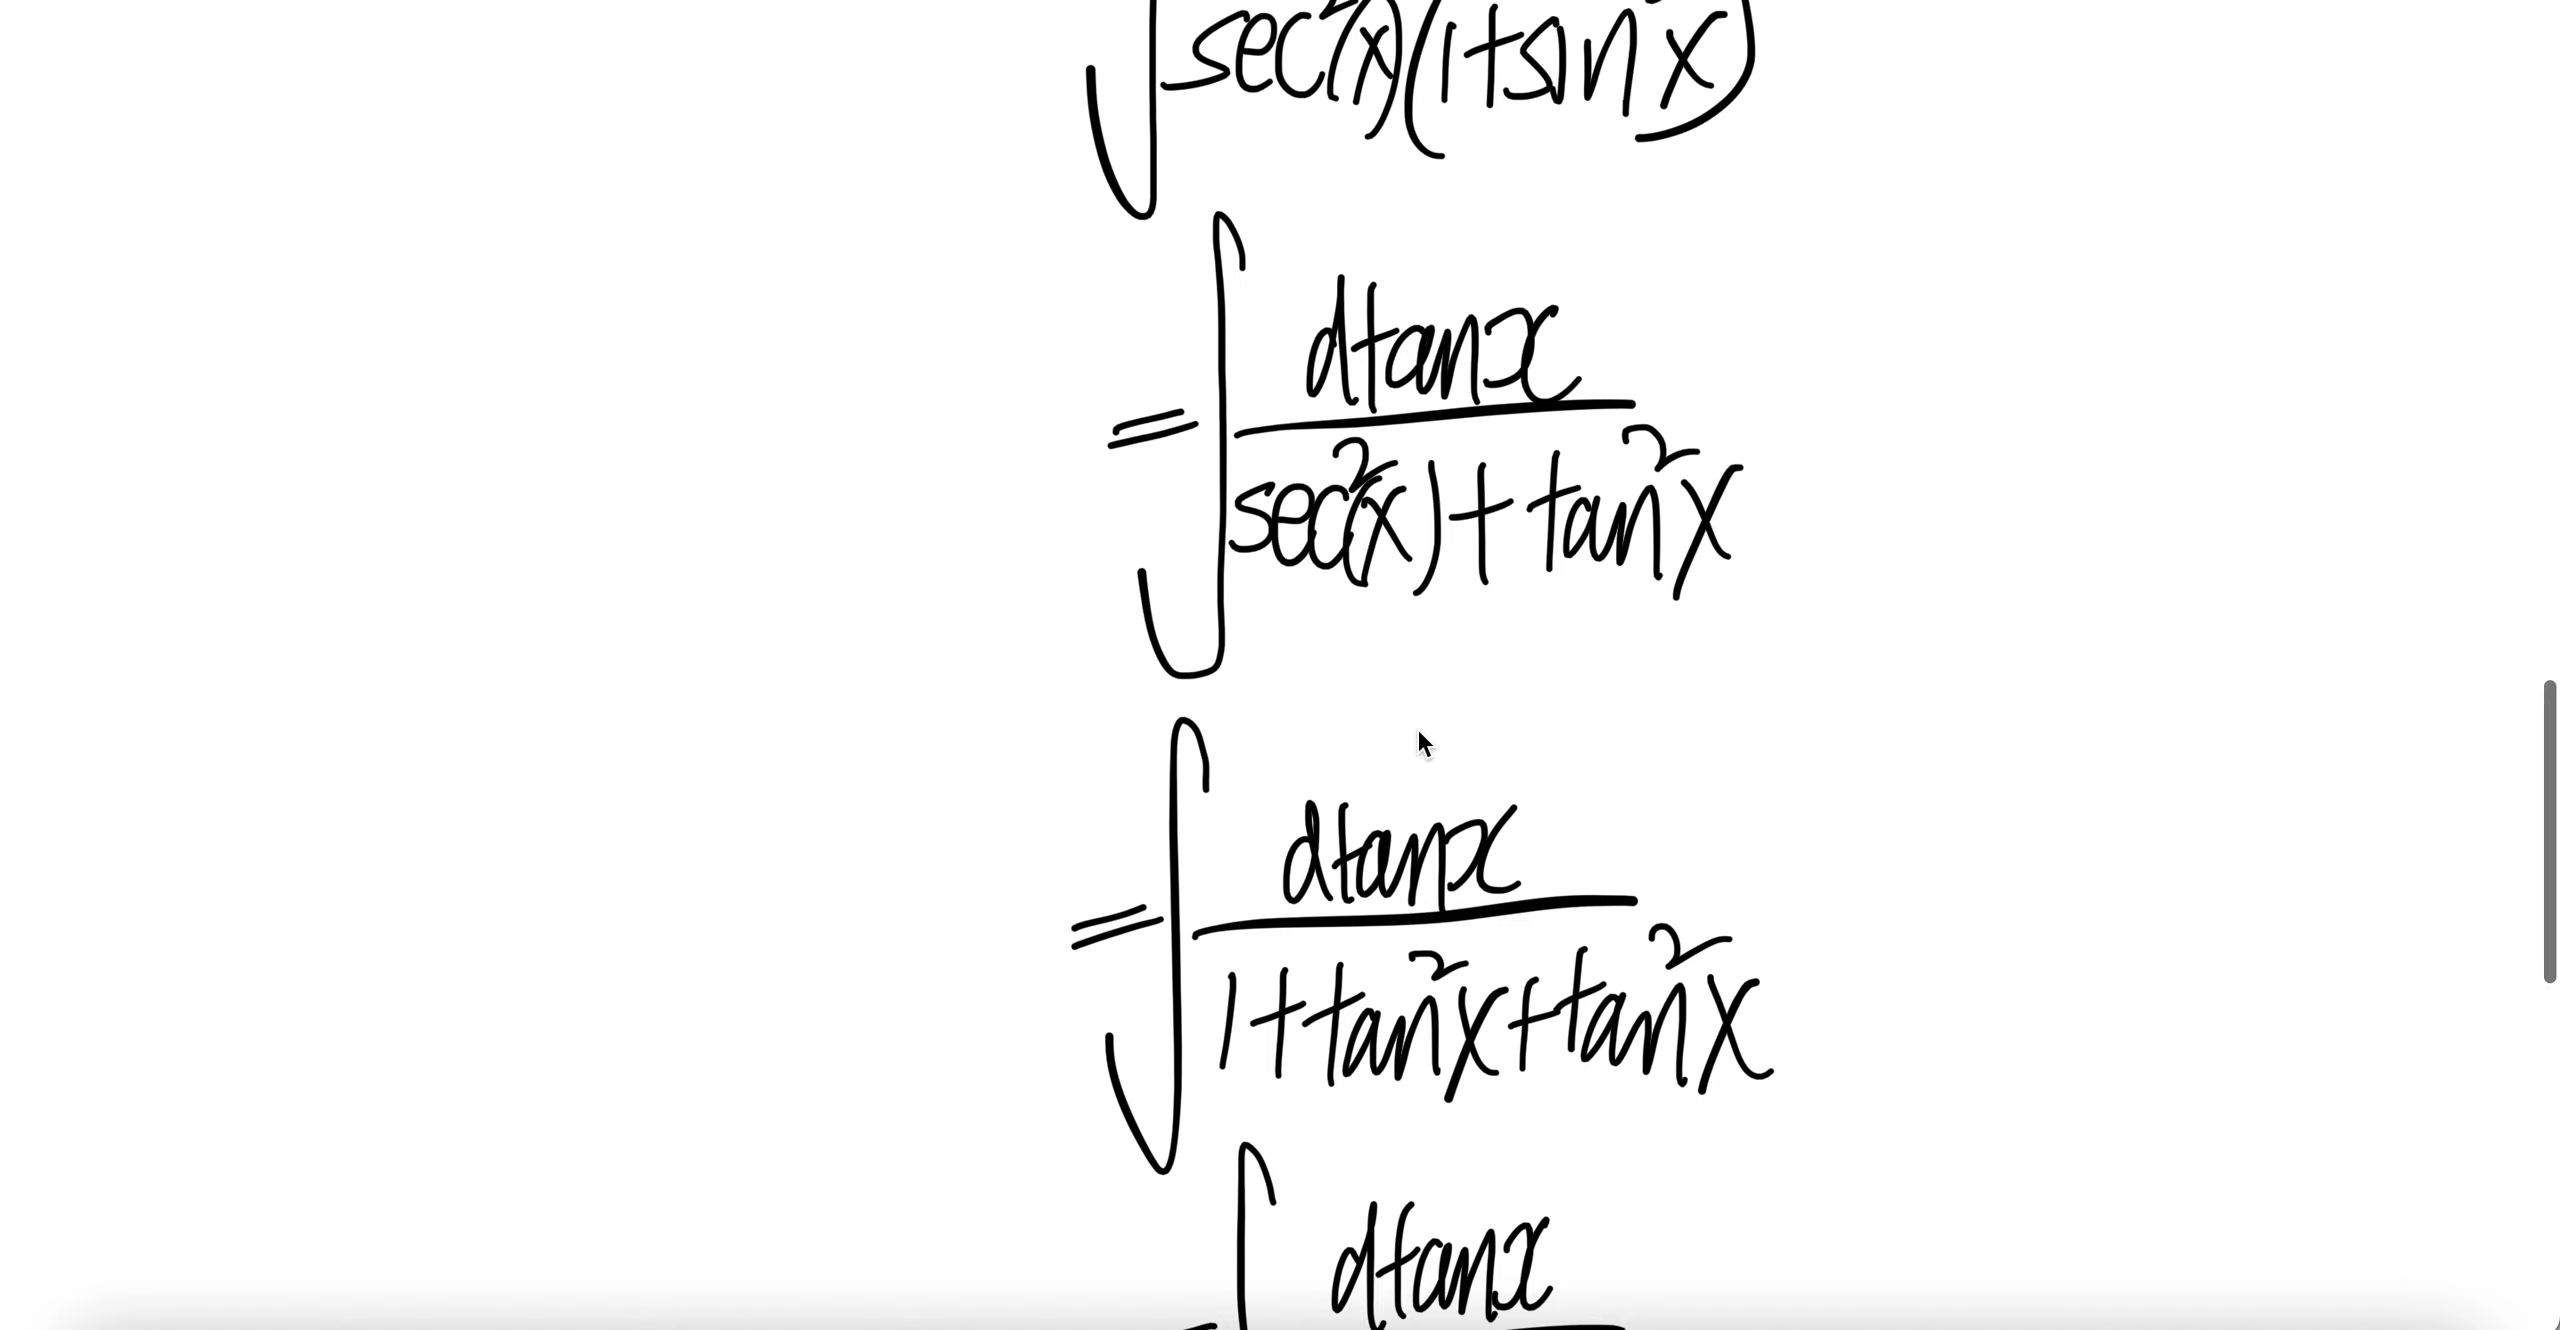 ∫ sec²(x)(1+sin²x)
= ∫ dtanx / (sec²(x)+tan²x)
= ∫ dtanx / (1+tan²x+tan²x)
∫ dtanx